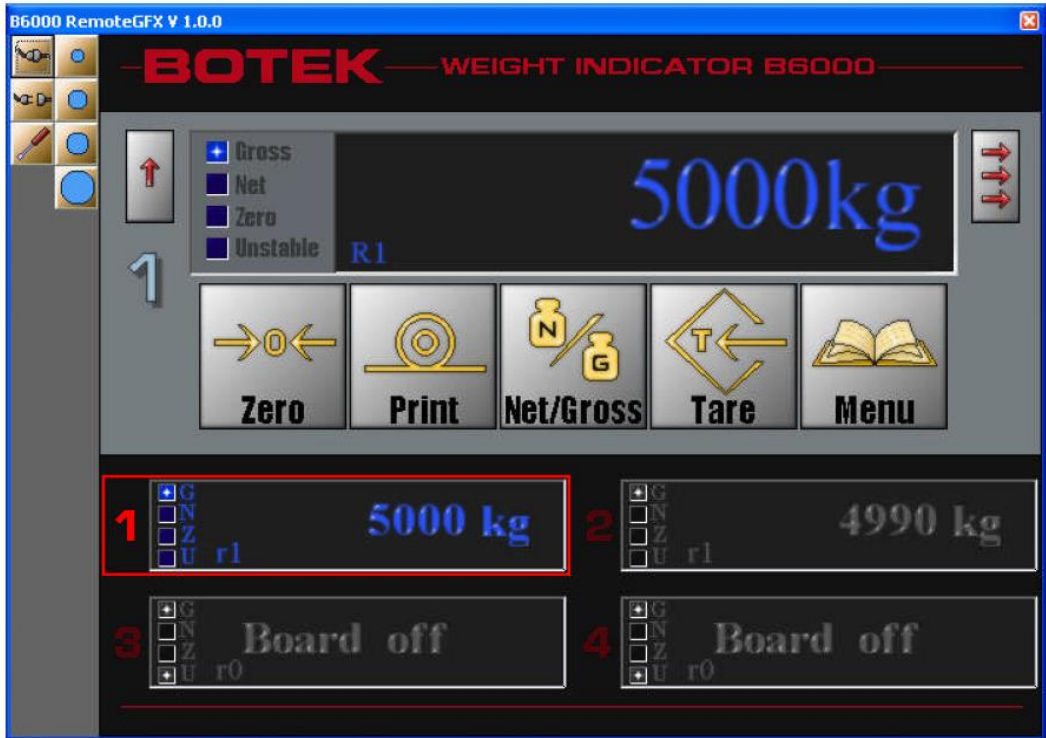 B6000 RemoteGFX V 1.0.0
BOTEK WEIGHT INDICATOR B6000
Gross
Net
Zero
Unstable
5000kg
R1
1
0
N
G
T
Zero Print Net/Gross Tare Menu
1
G
N
Z
U
r1
5000 kg
2
G
N
Z
U
r1
4990 kg
3
G
N
Z
U
r0
Board off
4
G
N
Z
U
r0
Board off